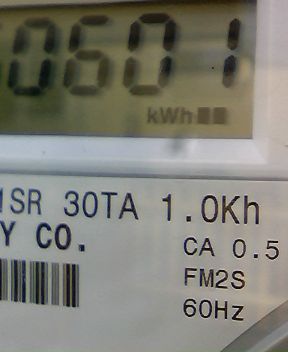 0601
kWh
1SR 30TA 1.0Kh
Y CO.
CA 0.5
FM2S
60Hz